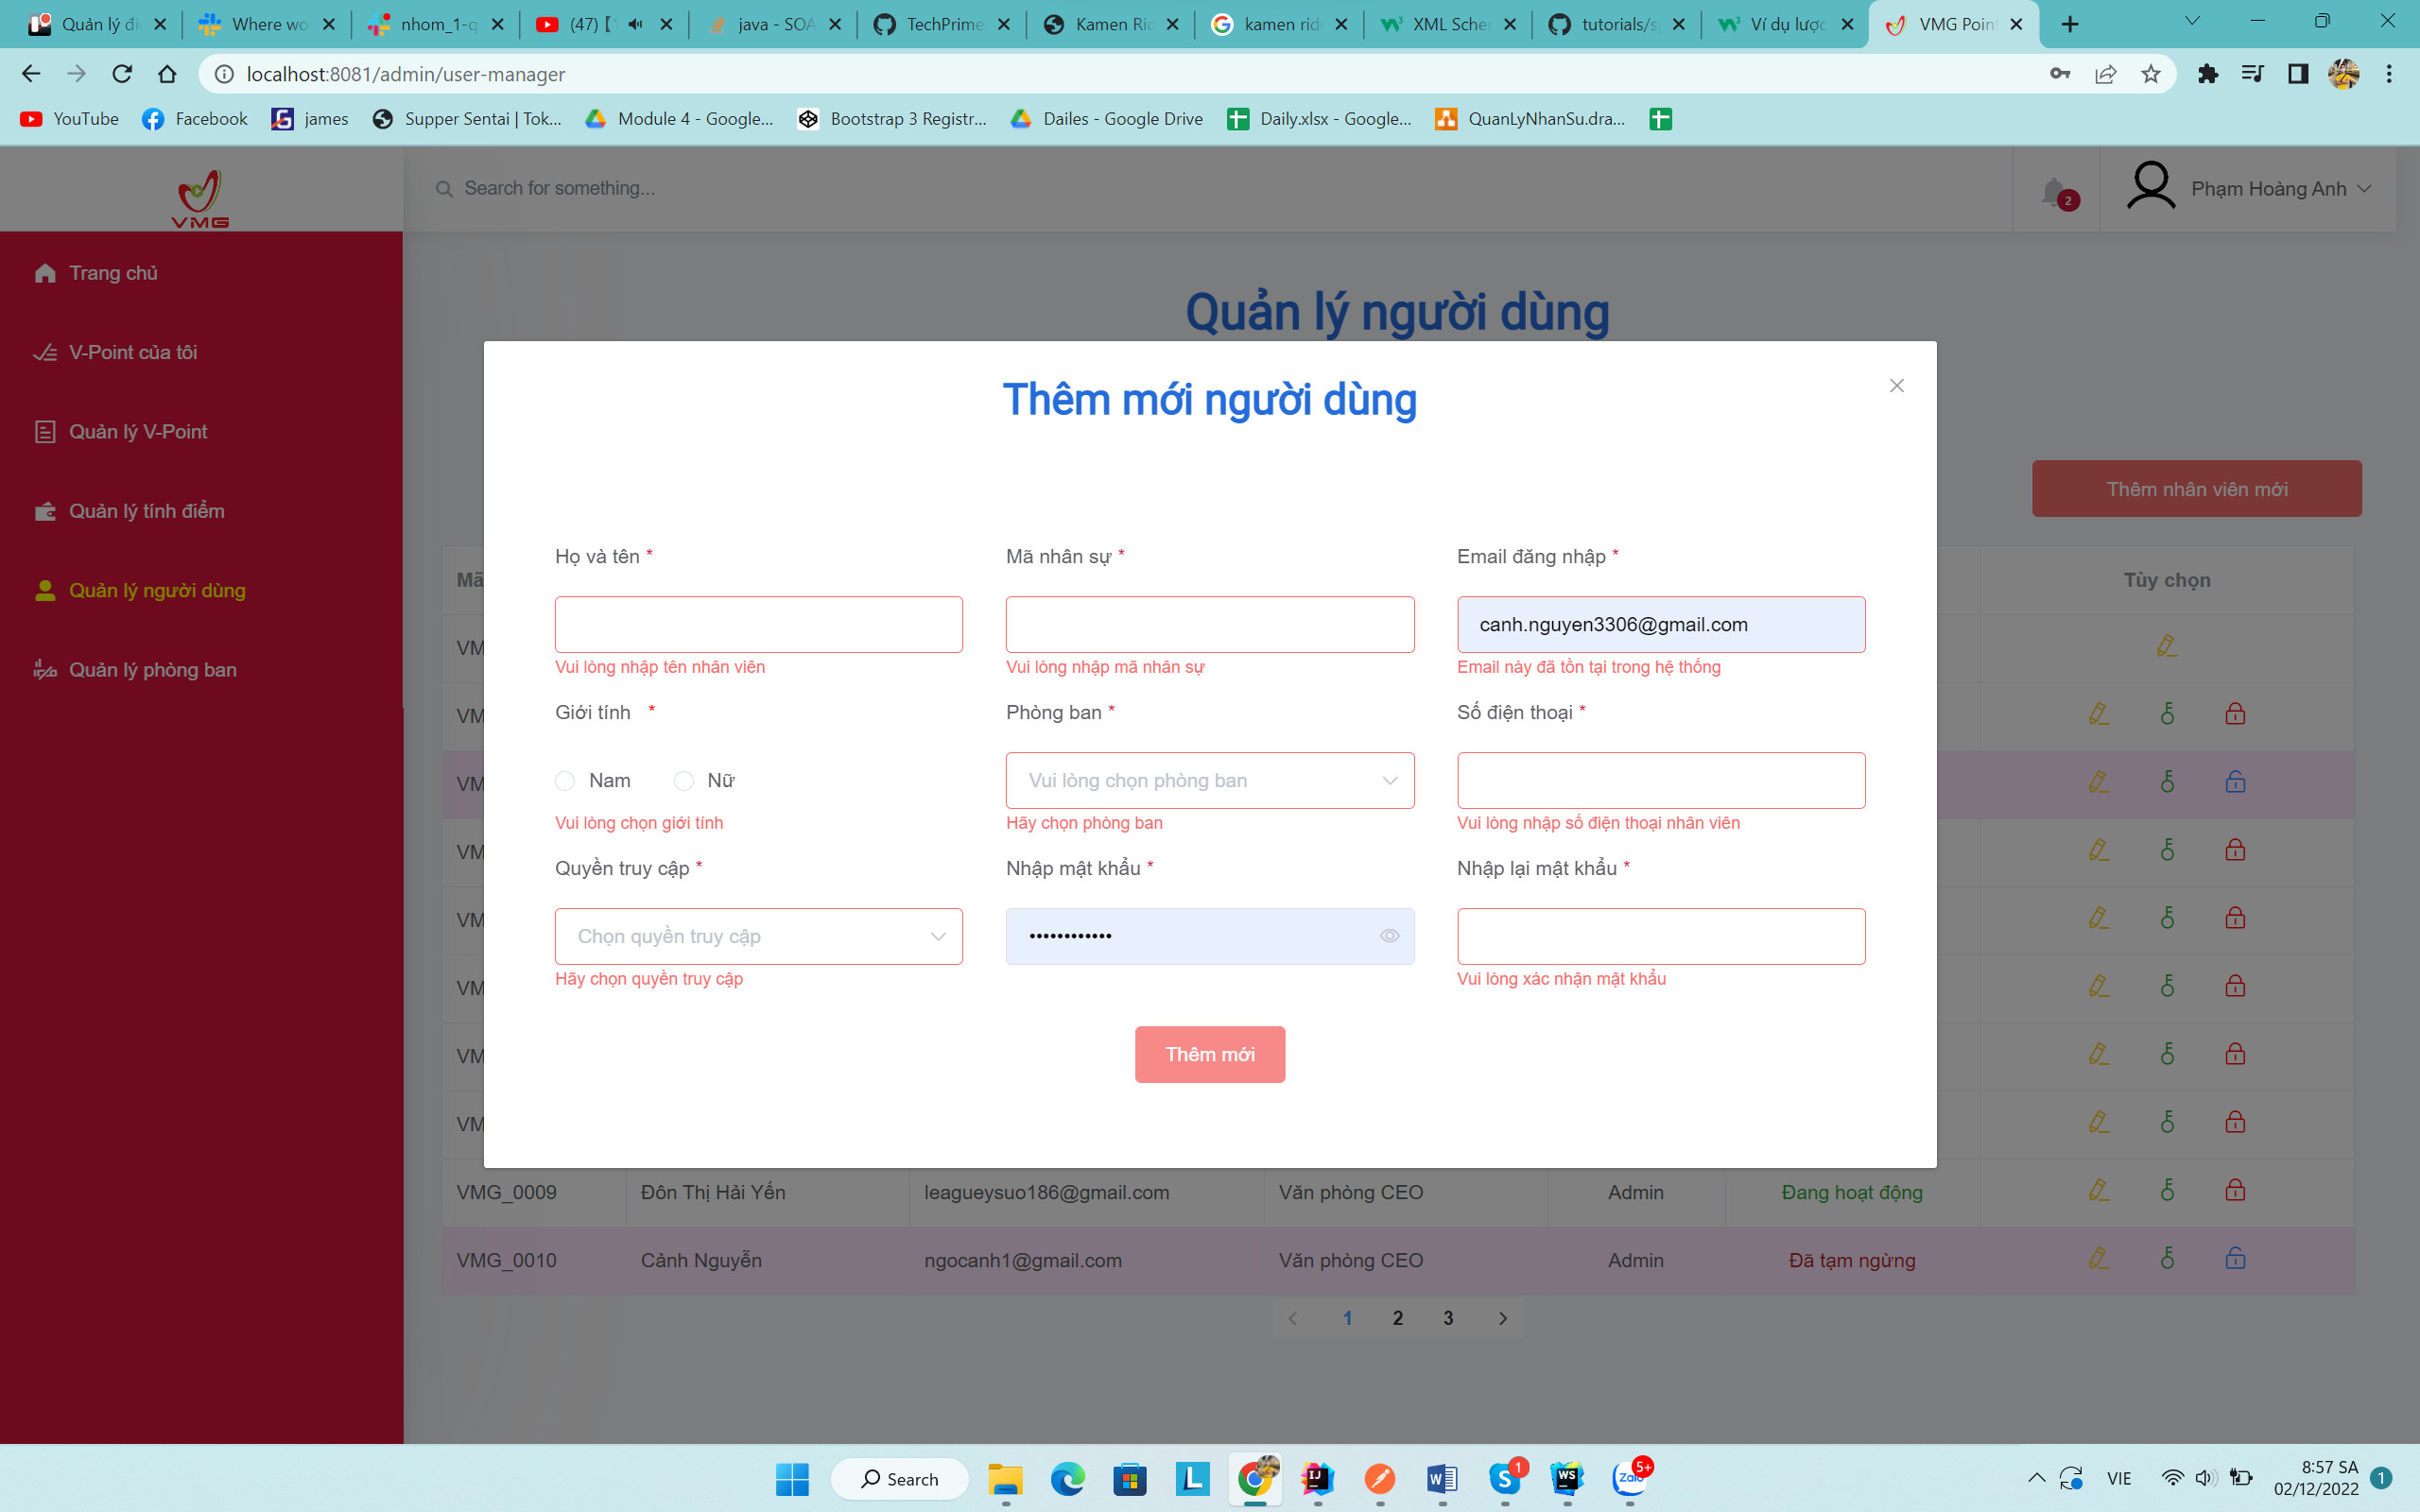 Quản lý đi
Where wo
nhom_1-q
(47)
java - SOA
TechPrime
Kamen Ri
kamen rid
XML Scher
tutorials/s
Ví dụ lược
VMG Poin
localhost:8081/admin/user-manager
YouTube
Facebook
james
Supper Sentai | Tok...
Module 4 - Google...
Bootstrap 3 Registr...
Dailes - Google Drive
Daily.xlsx - Google...
QuanLyNhanSu.dra...
VMG
Search for something...
2
Phạm Hoàng Anh
Trang chủ
V-Point của tôi
Quản lý V-Point
Quản lý tính điểm
Quản lý người dùng
Quản lý phòng ban
Quản lý người dùng
Thêm nhân viên mới
Mã
Tùy chọn
VM
VM
VM
VM
VM
VM
VM
VM
Thêm mới người dùng
Họ và tên *
Mã nhân sự *
Email đăng nhập *
canh.nguyen3306@gmail.com
Vui lòng nhập tên nhân viên
Vui lòng nhập mã nhân sự
Email này đã tồn tại trong hệ thống
Giới tính *
Phòng ban *
Số điện thoại *
Nam
Nữ
Vui lòng chọn phòng ban
Vui lòng chọn giới tính
Hãy chọn phòng ban
Vui lòng nhập số điện thoại nhân viên
Quyền truy cập *
Nhập mật khẩu *
Nhập lại mật khẩu *
Chọn quyền truy cập
••••••••••••
Hãy chọn quyền truy cập
Vui lòng xác nhận mật khẩu
Thêm mới
VMG_0009 Đôn Thị Hải Yến leagueysuo186@gmail.com Văn phòng CEO Admin Đang hoạt động
VMG_0010 Cảnh Nguyễn ngocanh1@gmail.com Văn phòng CEO Admin Đã tạm ngừng
1 2 3
Search
L
IJ
W
S
1
WS
Zalo
5+
VIE
8:57 SA
02/12/2022
1